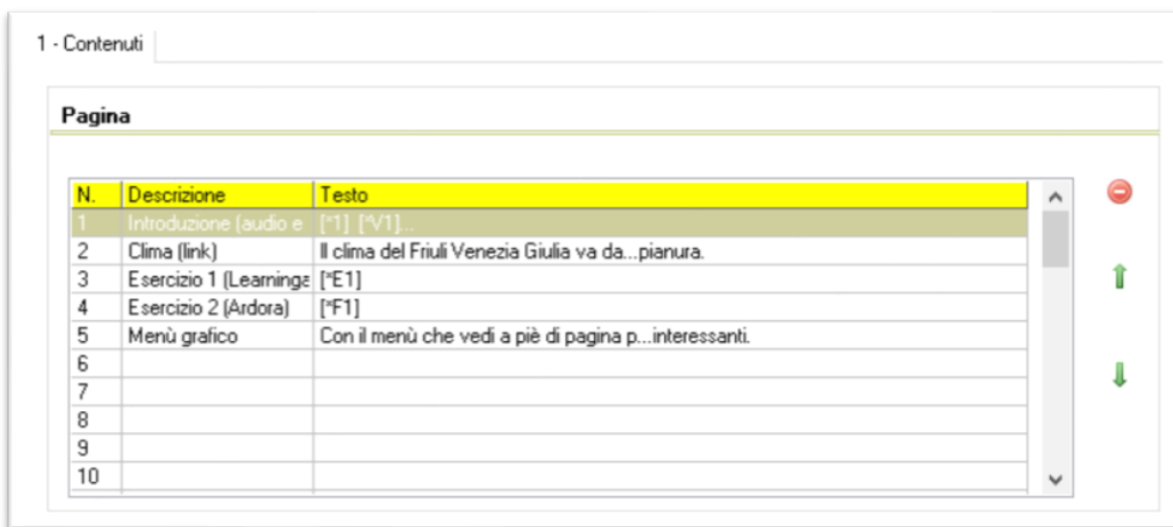 1 - Contenuti
Pagina
N. Descrizione Testo
1 Introduzione (audio e [*1] [*V1]...
2 Clima (link) Il clima del Friuli Venezia Giulia va da...pianura.
3 Esercizio 1 (Learninga [*E1]
4 Esercizio 2 (Ardora) [*F1]
5 Menù grafico Con il menù che vedi a piè di pagina p...interessanti.
6
7
8
9
10